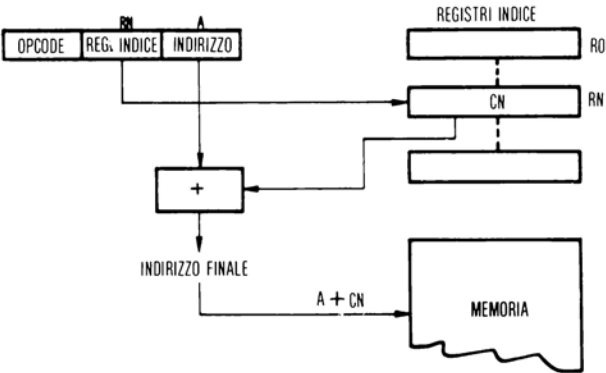 REGISTRI INDICE
RN A
OPCODE REG. INDICE INDIRIZZO
R0
CN RN
+
INDIRIZZO FINALE
A + CN
MEMORIA